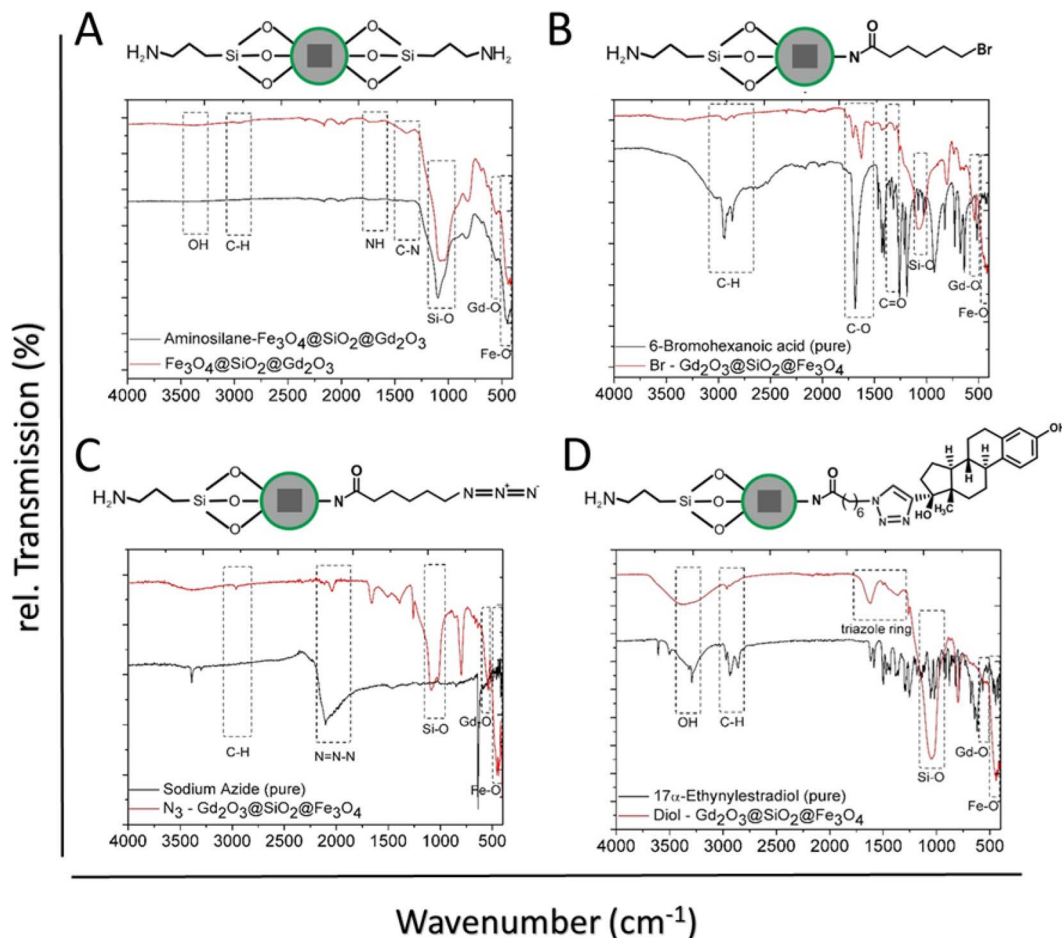 A
H₂N Si O O O O O O Si NH₂
OH
C-H
NH
C-N
Si-O
Gd-O
Fe-O
Aminosilane-Fe₃O₄@SiO₂@Gd₂O₃
Fe₃O₄@SiO₂@Gd₂O₃
4000 3500 3000 2500 2000 1500 1000 500
B
H₂N Si O O O N O Br
C-H
C-O
C=O
Si-O
Gd-O
Fe-O
6-Bromohexanoic acid (pure)
Br - Gd₂O₃@SiO₂@Fe₃O₄
4000 3500 3000 2500 2000 1500 1000 500
C
H₂N Si O O O N O N=N⁺=N⁻
C-H
N=N-N
Si-O
Gd-O
Fe-O
Sodium Azide (pure)
N₃ - Gd₂O₃@SiO₂@Fe₃O₄
4000 3500 3000 2500 2000 1500 1000 500
D
H₂N Si O O O N O 6 N N=N HO H₃C H H H OH
OH
C-H
triazole ring
Si-O
Gd-O
Fe-O
17α-Ethynylestradiol (pure)
Diol - Gd₂O₃@SiO₂@Fe₃O₄
4000 3500 3000 2500 2000 1500 1000 500
rel. Transmission (%)
Wavenumber (cm⁻¹)